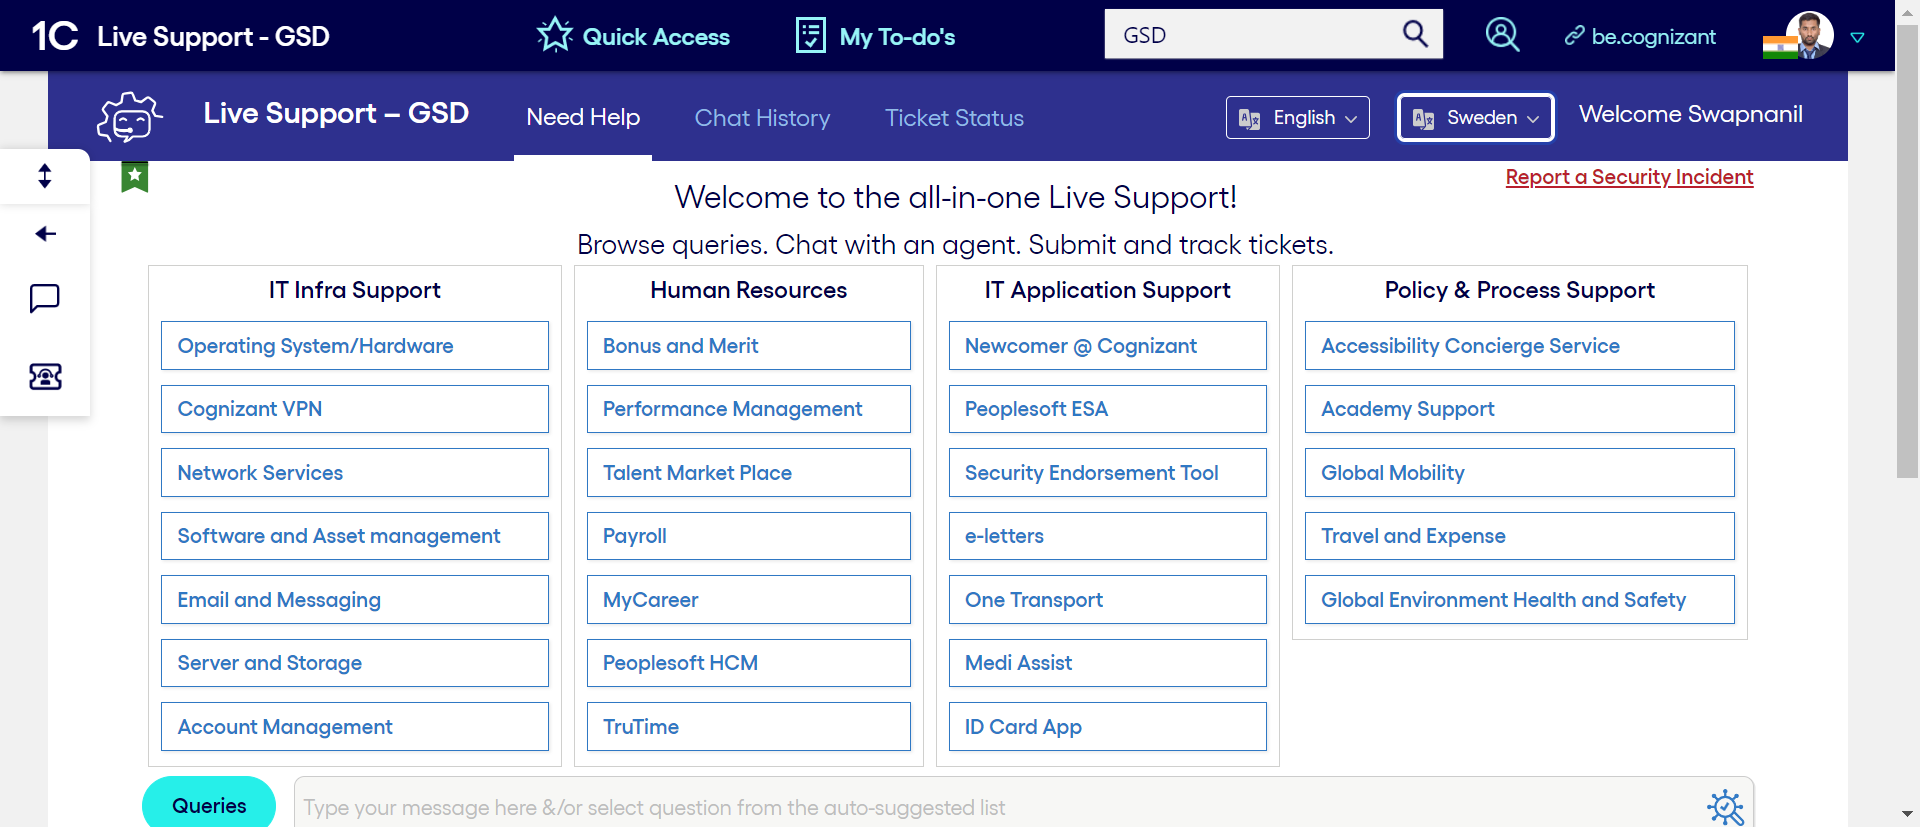 1C Live Support - GSD
Quick Access
My To-do's
GSD
be.cognizant
Live Support – GSD
Need Help
Chat History
Ticket Status
English
Sweden
Welcome Swapnanil
Report a Security Incident
Welcome to the all-in-one Live Support!
Browse queries. Chat with an agent. Submit and track tickets.
IT Infra Support
Operating System/Hardware
Cognizant VPN
Network Services
Software and Asset management
Email and Messaging
Server and Storage
Account Management
Human Resources
Bonus and Merit
Performance Management
Talent Market Place
Payroll
MyCareer
Peoplesoft HCM
TruTime
IT Application Support
Newcomer @ Cognizant
Peoplesoft ESA
Security Endorsement Tool
e-letters
One Transport
Medi Assist
ID Card App
Policy & Process Support
Accessibility Concierge Service
Academy Support
Global Mobility
Travel and Expense
Global Environment Health and Safety
Queries
Type your message here &/or select question from the auto-suggested list